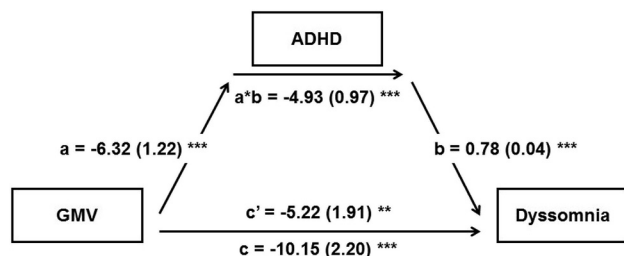 ADHD
a*b = -4.93 (0.97) ***
a = -6.32 (1.22) ***
b = 0.78 (0.04) ***
GMV
c' = -5.22 (1.91) **
Dyssomnia
c = -10.15 (2.20) ***